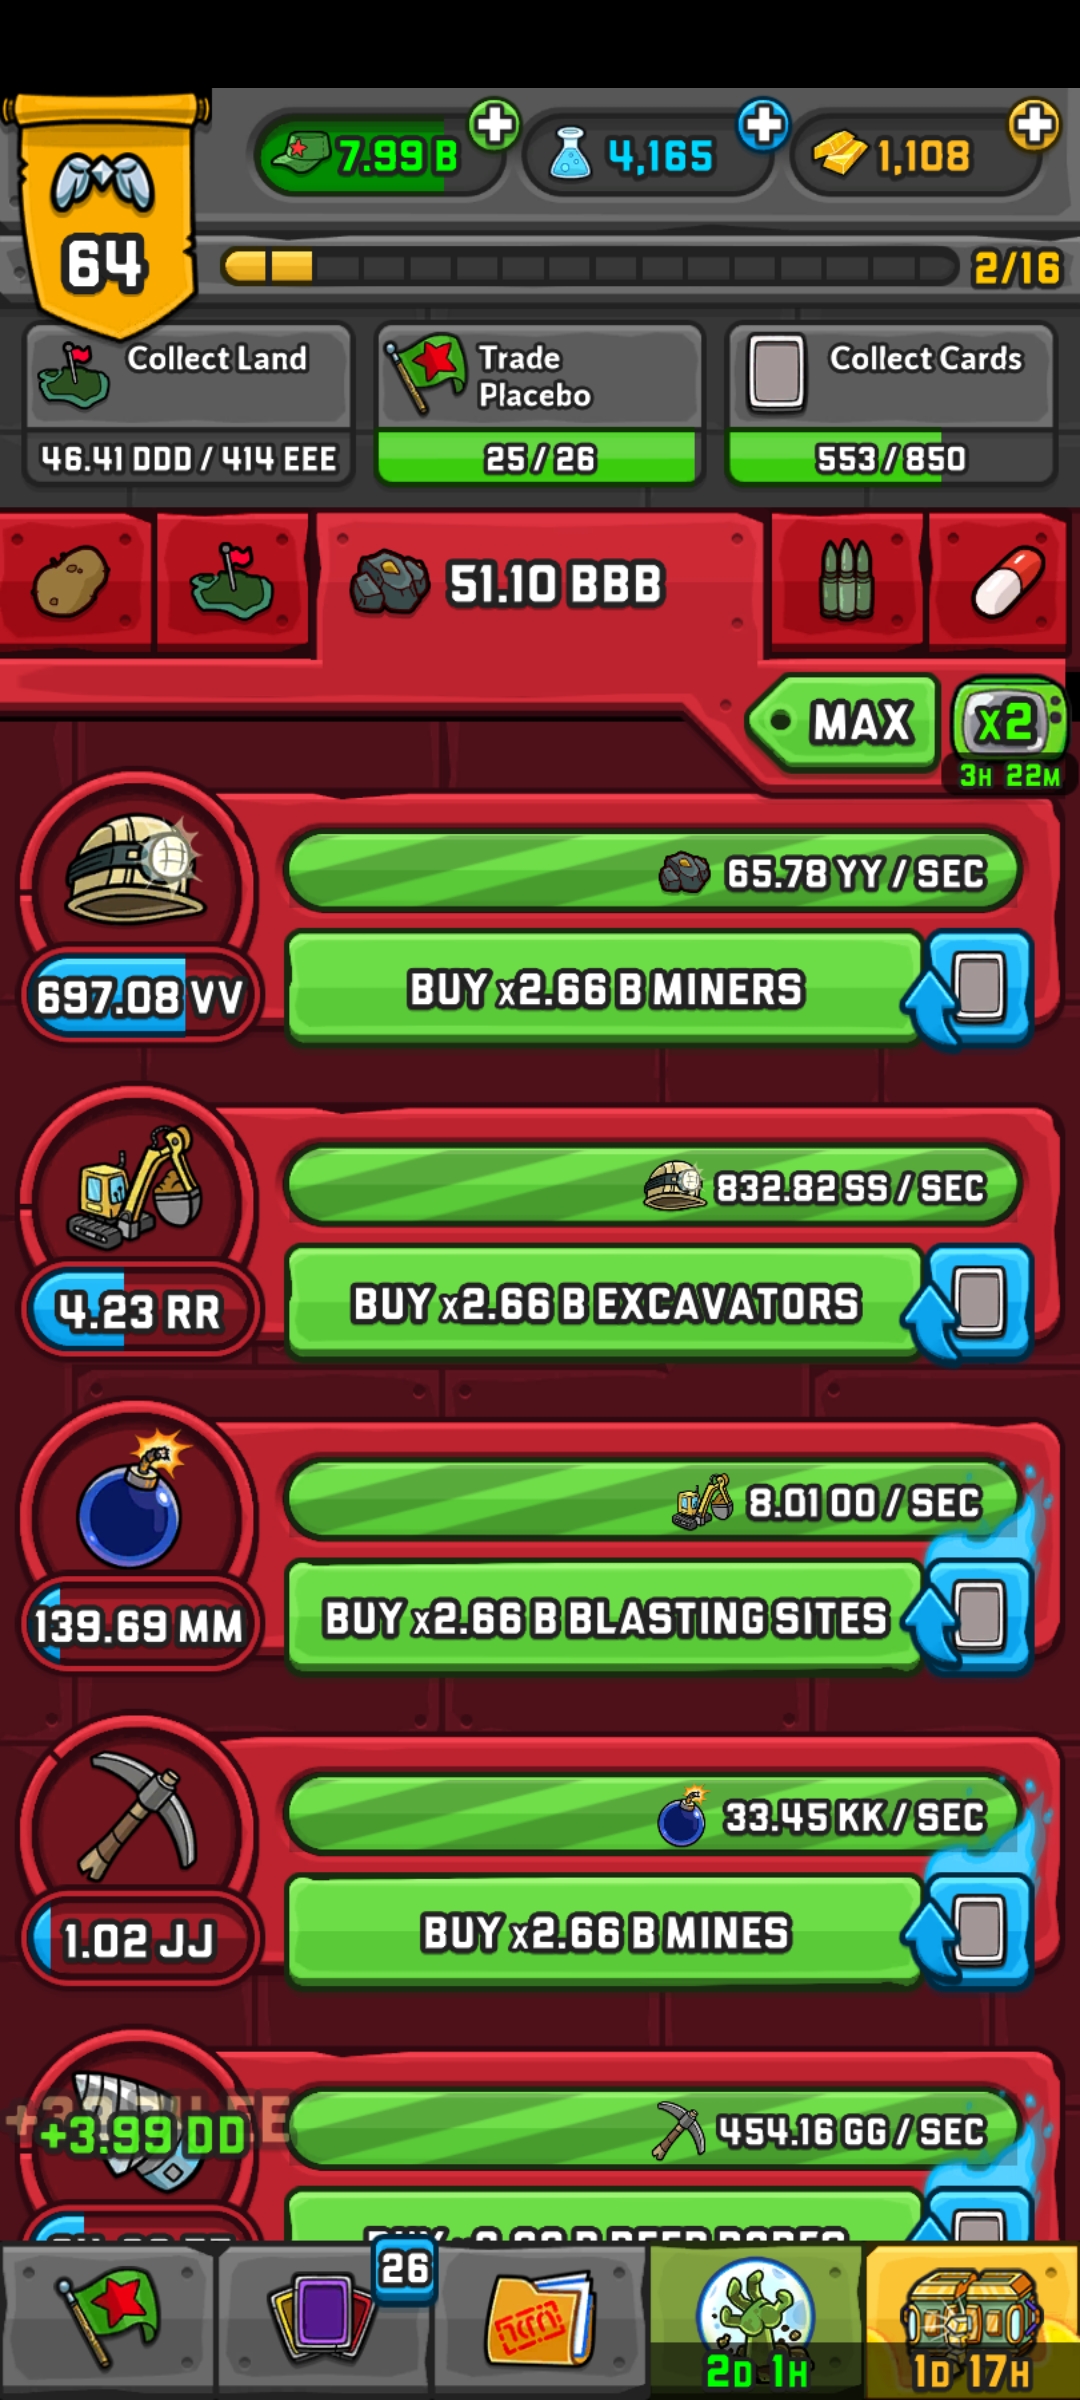 7.99 B
4,165
1,108
64
2/16
Collect Land
46.41 DDD / 414 EEE
Trade
Placebo
25 / 26
Collect Cards
553 / 850
51.10 BBB
MAX
x2
3H 22M
65.78 YY / SEC
697.08 VV
BUY x2.66 B MINERS
832.82 SS / SEC
4.23 RR
BUY x2.66 B EXCAVATORS
8.01 OO / SEC
139.69 MM
BUY x2.66 B BLASTING SITES
33.45 KK / SEC
1.02 JJ
BUY x2.66 B MINES
454.16 GG / SEC
+3.99 DD
26
2D 1H
1D 17H